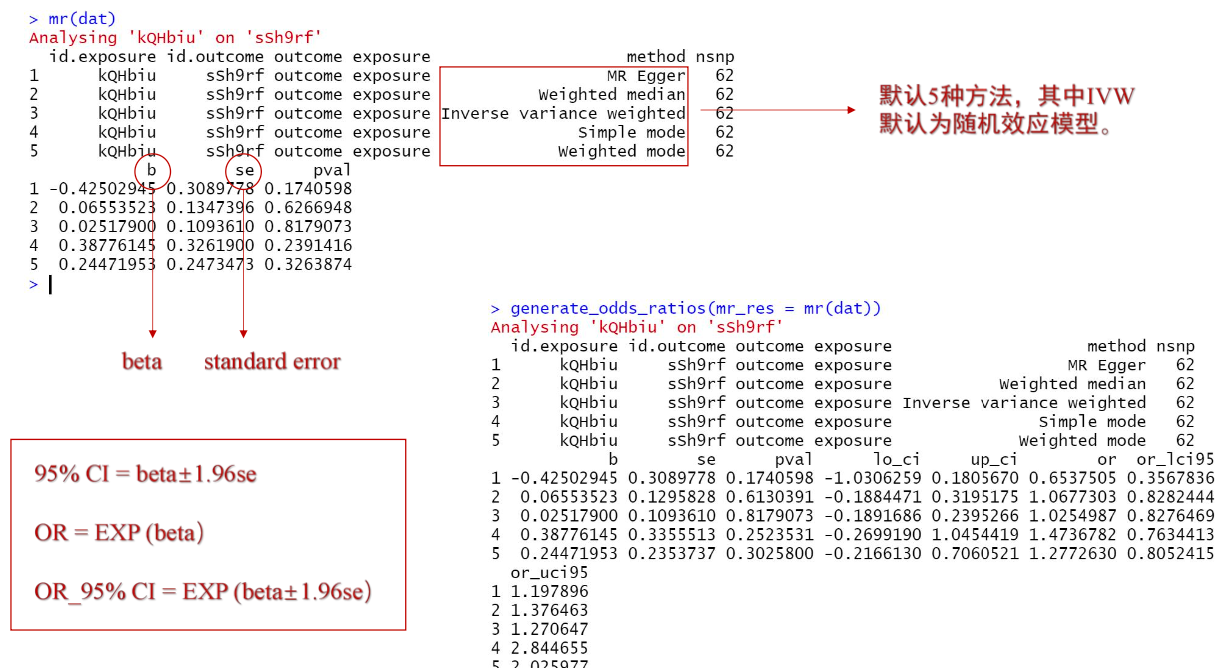 > mr(dat)
Analysing 'kQHbiu' on 'sSh9rf'
id.exposure id.outcome outcome exposure method nsnp
1 kQHbiu sSh9rf outcome exposure MR Egger 62
2 kQHbiu sSh9rf outcome exposure Weighted median 62
3 kQHbiu sSh9rf outcome exposure Inverse variance weighted 62
4 kQHbiu sSh9rf outcome exposure Simple mode 62
5 kQHbiu sSh9rf outcome exposure Weighted mode 62
b se pval
1 -0.42502945 0.3089778 0.1740598
2 0.06553523 0.1347396 0.6266948
3 0.02517900 0.1093610 0.8179073
4 0.38776145 0.3261900 0.2391416
5 0.24471953 0.2473473 0.3263874
>
默认5种方法，其中IVW
默认为随机效应模型。
beta standard error
95% CI = beta±1.96se
OR = EXP (beta)
OR_95% CI = EXP (beta±1.96se)
> generate_odds_ratios(mr_res = mr(dat))
Analysing 'kQHbiu' on 'sSh9rf'
id.exposure id.outcome outcome exposure method nsnp
1 kQHbiu sSh9rf outcome exposure MR Egger 62
2 kQHbiu sSh9rf outcome exposure Weighted median 62
3 kQHbiu sSh9rf outcome exposure Inverse variance weighted 62
4 kQHbiu sSh9rf outcome exposure Simple mode 62
5 kQHbiu sSh9rf outcome exposure Weighted mode 62
b se pval lo_ci up_ci or or_lci95
1 -0.42502945 0.3089778 0.1740598 -1.0306259 0.1805670 0.6537505 0.3567836
2 0.06553523 0.1295828 0.6130391 -0.1884471 0.3195175 1.0677303 0.8282444
3 0.02517900 0.1093610 0.8179073 -0.1891686 0.2395266 1.0254987 0.8276469
4 0.38776145 0.3355513 0.2523531 -0.2699190 1.0454419 1.4736782 0.7634413
5 0.24471953 0.2353737 0.3025800 -0.2166130 0.7060521 1.2772630 0.8052415
or_uci95
1 1.197896
2 1.376463
3 1.270647
4 2.844655
5 2.025977